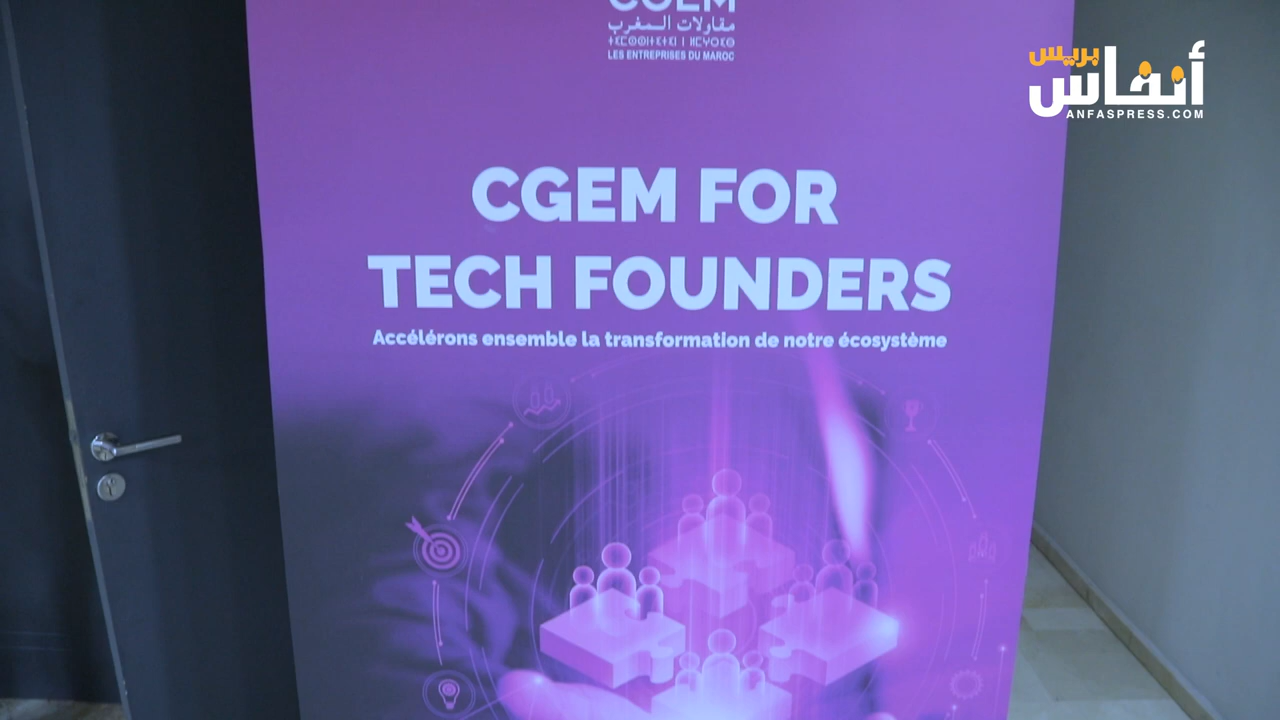 CGEM
مقاولات المغرب
LES ENTREPRISES DU MAROC
CGEM FOR
TECH FOUNDERS
Accélérons ensemble la transformation de notre écosystème
أنفاس بريس
ANFASPRESS.COM